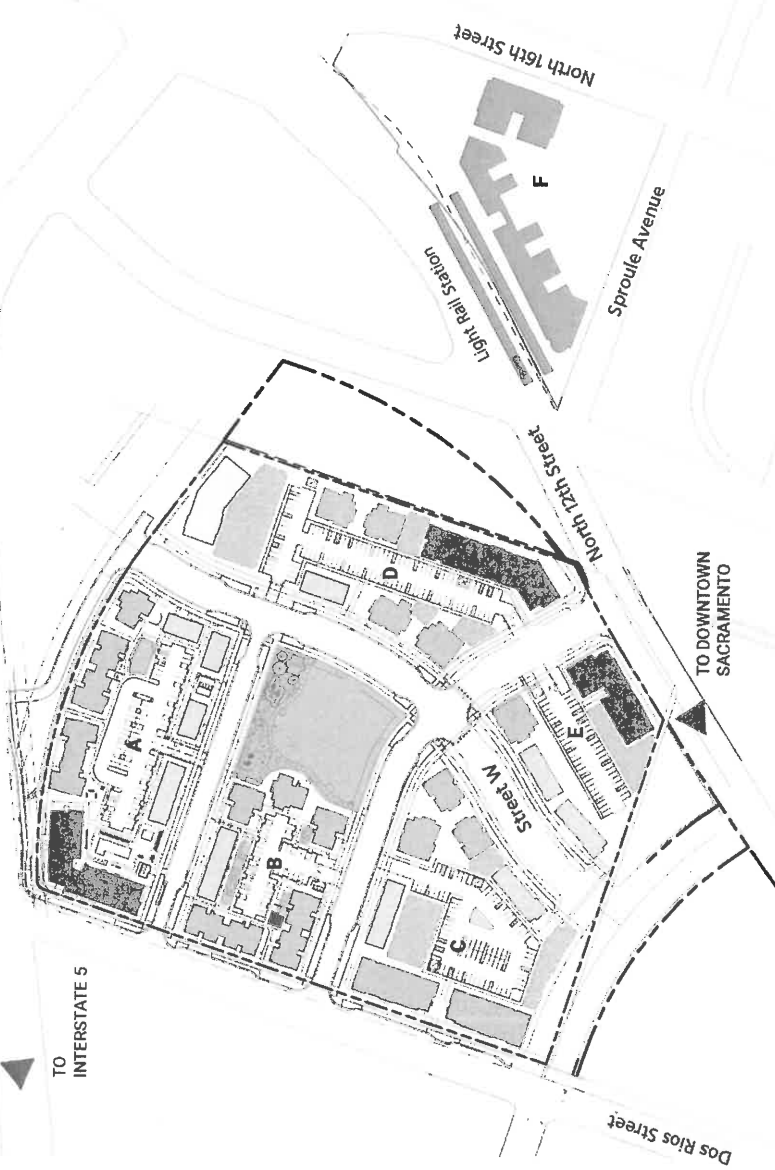 North 16th Street
F
Sproule Avenue
Light Rail Station
North 12th Street
D
A
TO DOWNTOWN
SACRAMENTO
E
Street W
B
C
TO
INTERSTATE 5
Dos Rios Street